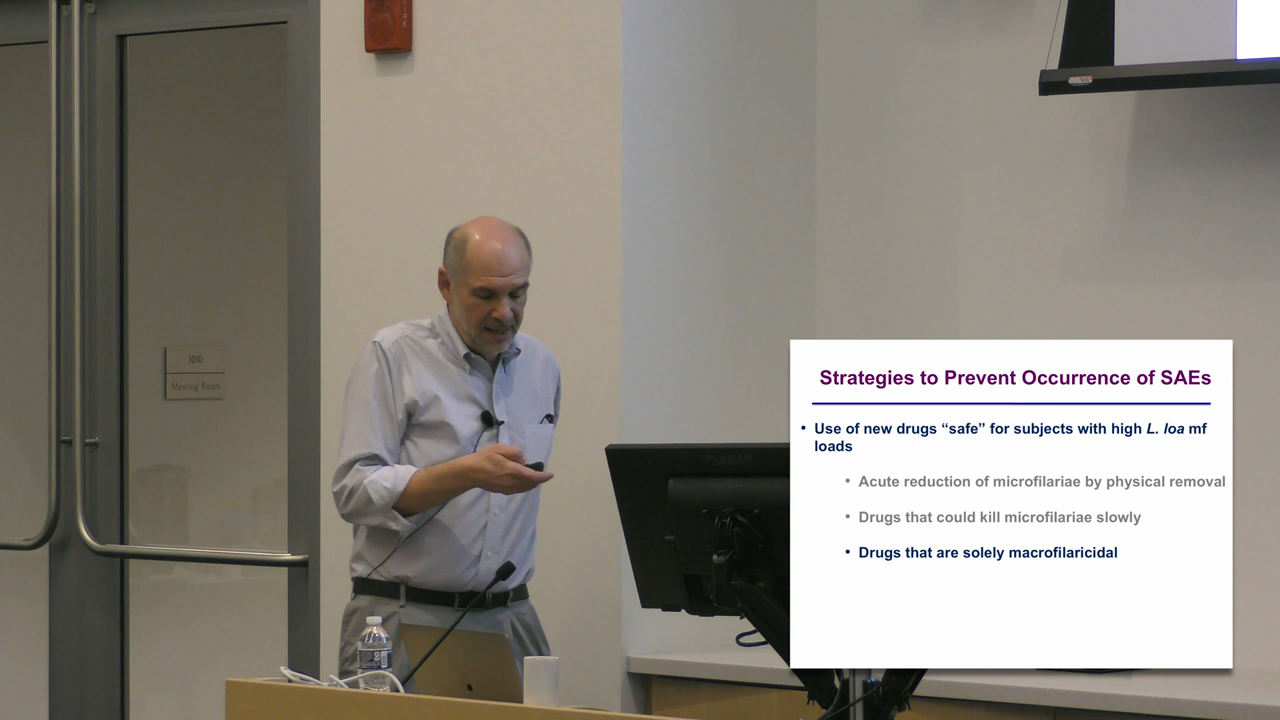 FIRE
1010
Meeting Room
PLANAR
Strategies to Prevent Occurrence of SAEs
• Use of new drugs “safe” for subjects with high L. loa mf
loads
• Acute reduction of microfilariae by physical removal
• Drugs that could kill microfilariae slowly
• Drugs that are solely macrofilaricidal